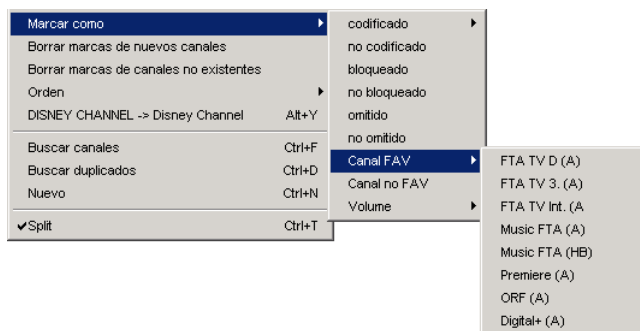 Marcar como
Borrar marcas de nuevos canales
Borrar marcas de canales no existentes
Orden
DISNEY CHANNEL -> Disney Channel Alt+Y
Buscar canales Ctrl+F
Buscar duplicados Ctrl+D
Nuevo Ctrl+N
✔Split Ctrl+T
codificado
no codificado
bloqueado
no bloqueado
omitido
no omitido
Canal FAV
Canal no FAV
Volume
FTA TV D (A)
FTA TV 3. (A)
FTA TV Int. (A
Music FTA (A)
Music FTA (HB)
Premiere (A)
ORF (A)
Digital+ (A)